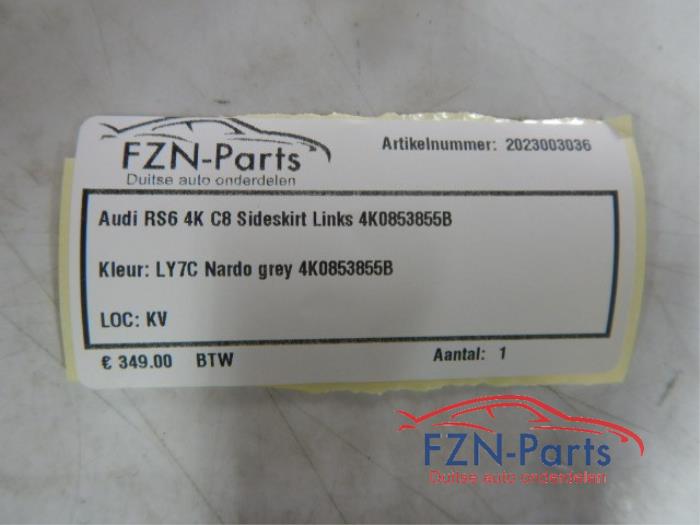 FZN-Parts
Duitse auto onderdelen
Artikelnummer: 2023003036
Audi RS6 4K C8 Sideskirt Links 4K0853855B
Kleur: LY7C Nardo grey 4K0853855B
LOC: KV
€ 349.00 BTW Aantal: 1
FZN-Parts
Duitse auto onderdelen